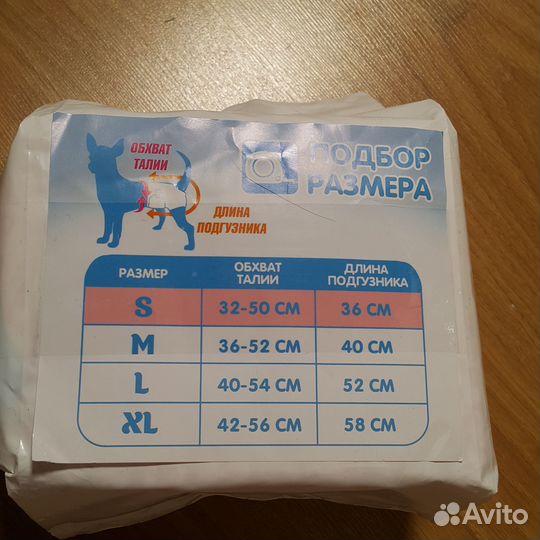 ПОДБОР
РАЗМЕРА
ОБХВАТ
ТАЛИИ
ДЛИНА
ПОДГУЗНИКА
РАЗМЕР ОБХВАТ ТАЛИИ ДЛИНА ПОДГУЗНИКА
S 32-50 СМ 36 СМ
M 36-52 СМ 40 СМ
L 40-54 СМ 52 СМ
XL 42-56 СМ 58 СМ
Avito